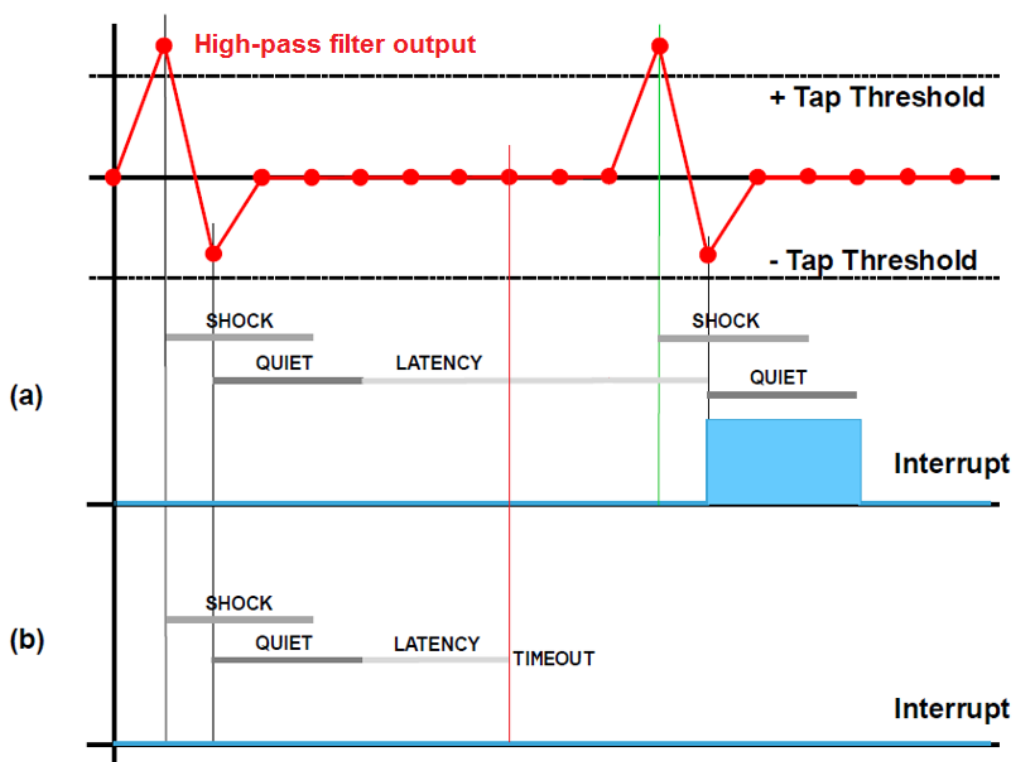 High-pass filter output
+ Tap Threshold
- Tap Threshold
SHOCK
SHOCK
QUIET
LATENCY
QUIET
(a)
Interrupt
SHOCK
(b)
QUIET
LATENCY
TIMEOUT
Interrupt